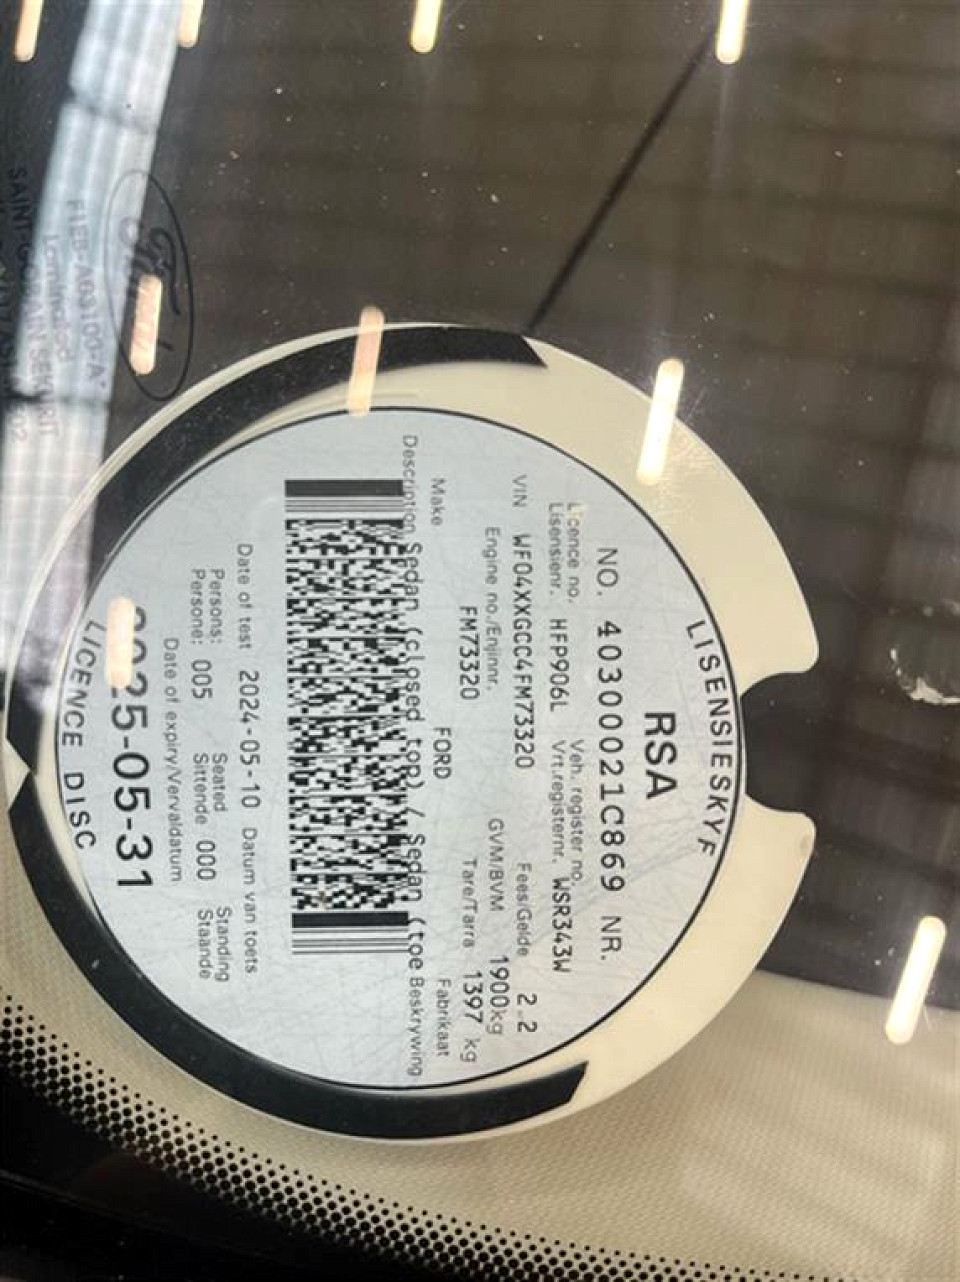 LISENSIESKYF
RSA
NO. 40300021C869 NR.
Licence no. Veh. register no.
Lisensienr. HFP906L Vrt.registernr. WSR343W
VIN WF04XXGCC4FM73320 Fees/Gelde 2.2
Engine no./Enjinnr. GVM/BVM 1900kg
FM73320 Tare/Tarra 1397 kg
Make FORD Fabrikaat
Description Sedan (closed top) / Sedan (toe Beskrywing
Date of test 2024-05-10 Datum van toets
Persons: Seated Standing
Persone: 005 Sittende 000 Staande
Date of expiry/Vervaldatum
2025-05-31
LICENCE DISC
Ford